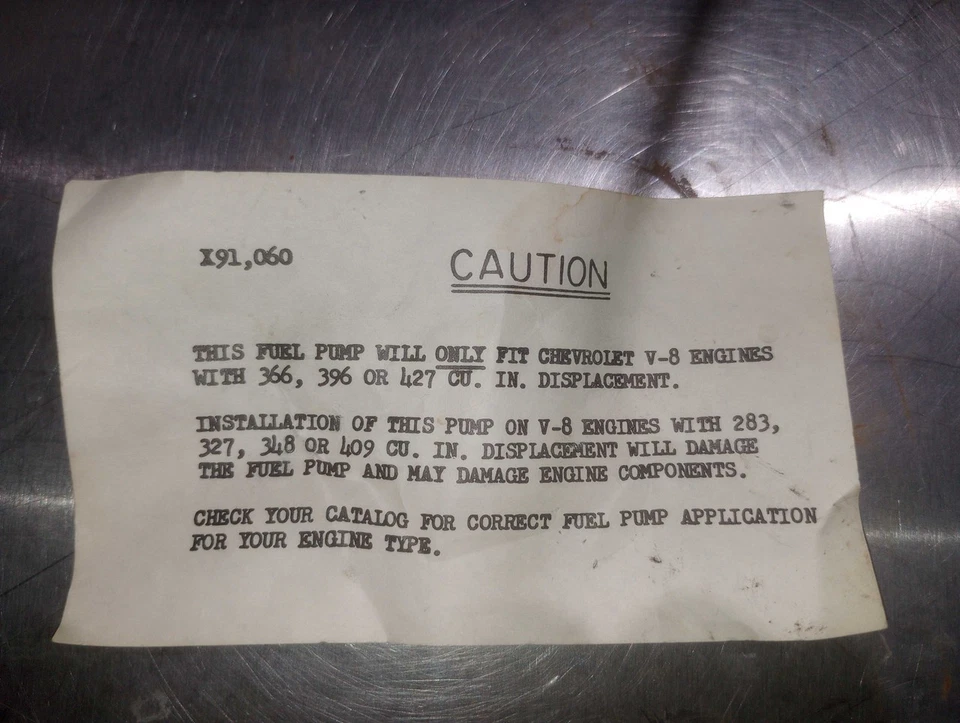 X91,060
CAUTION
THIS FUEL PUMP WILL ONLY FIT CHEVROLET V-8 ENGINES
WITH 366, 396 OR 427 CU. IN. DISPLACEMENT.
INSTALLATION OF THIS PUMP ON V-8 ENGINES WITH 283,
327, 348 OR 409 CU. IN. DISPLACEMENT WILL DAMAGE
THE FUEL PUMP AND MAY DAMAGE ENGINE COMPONENTS.
CHECK YOUR CATALOG FOR CORRECT FUEL PUMP APPLICATION
FOR YOUR ENGINE TYPE.